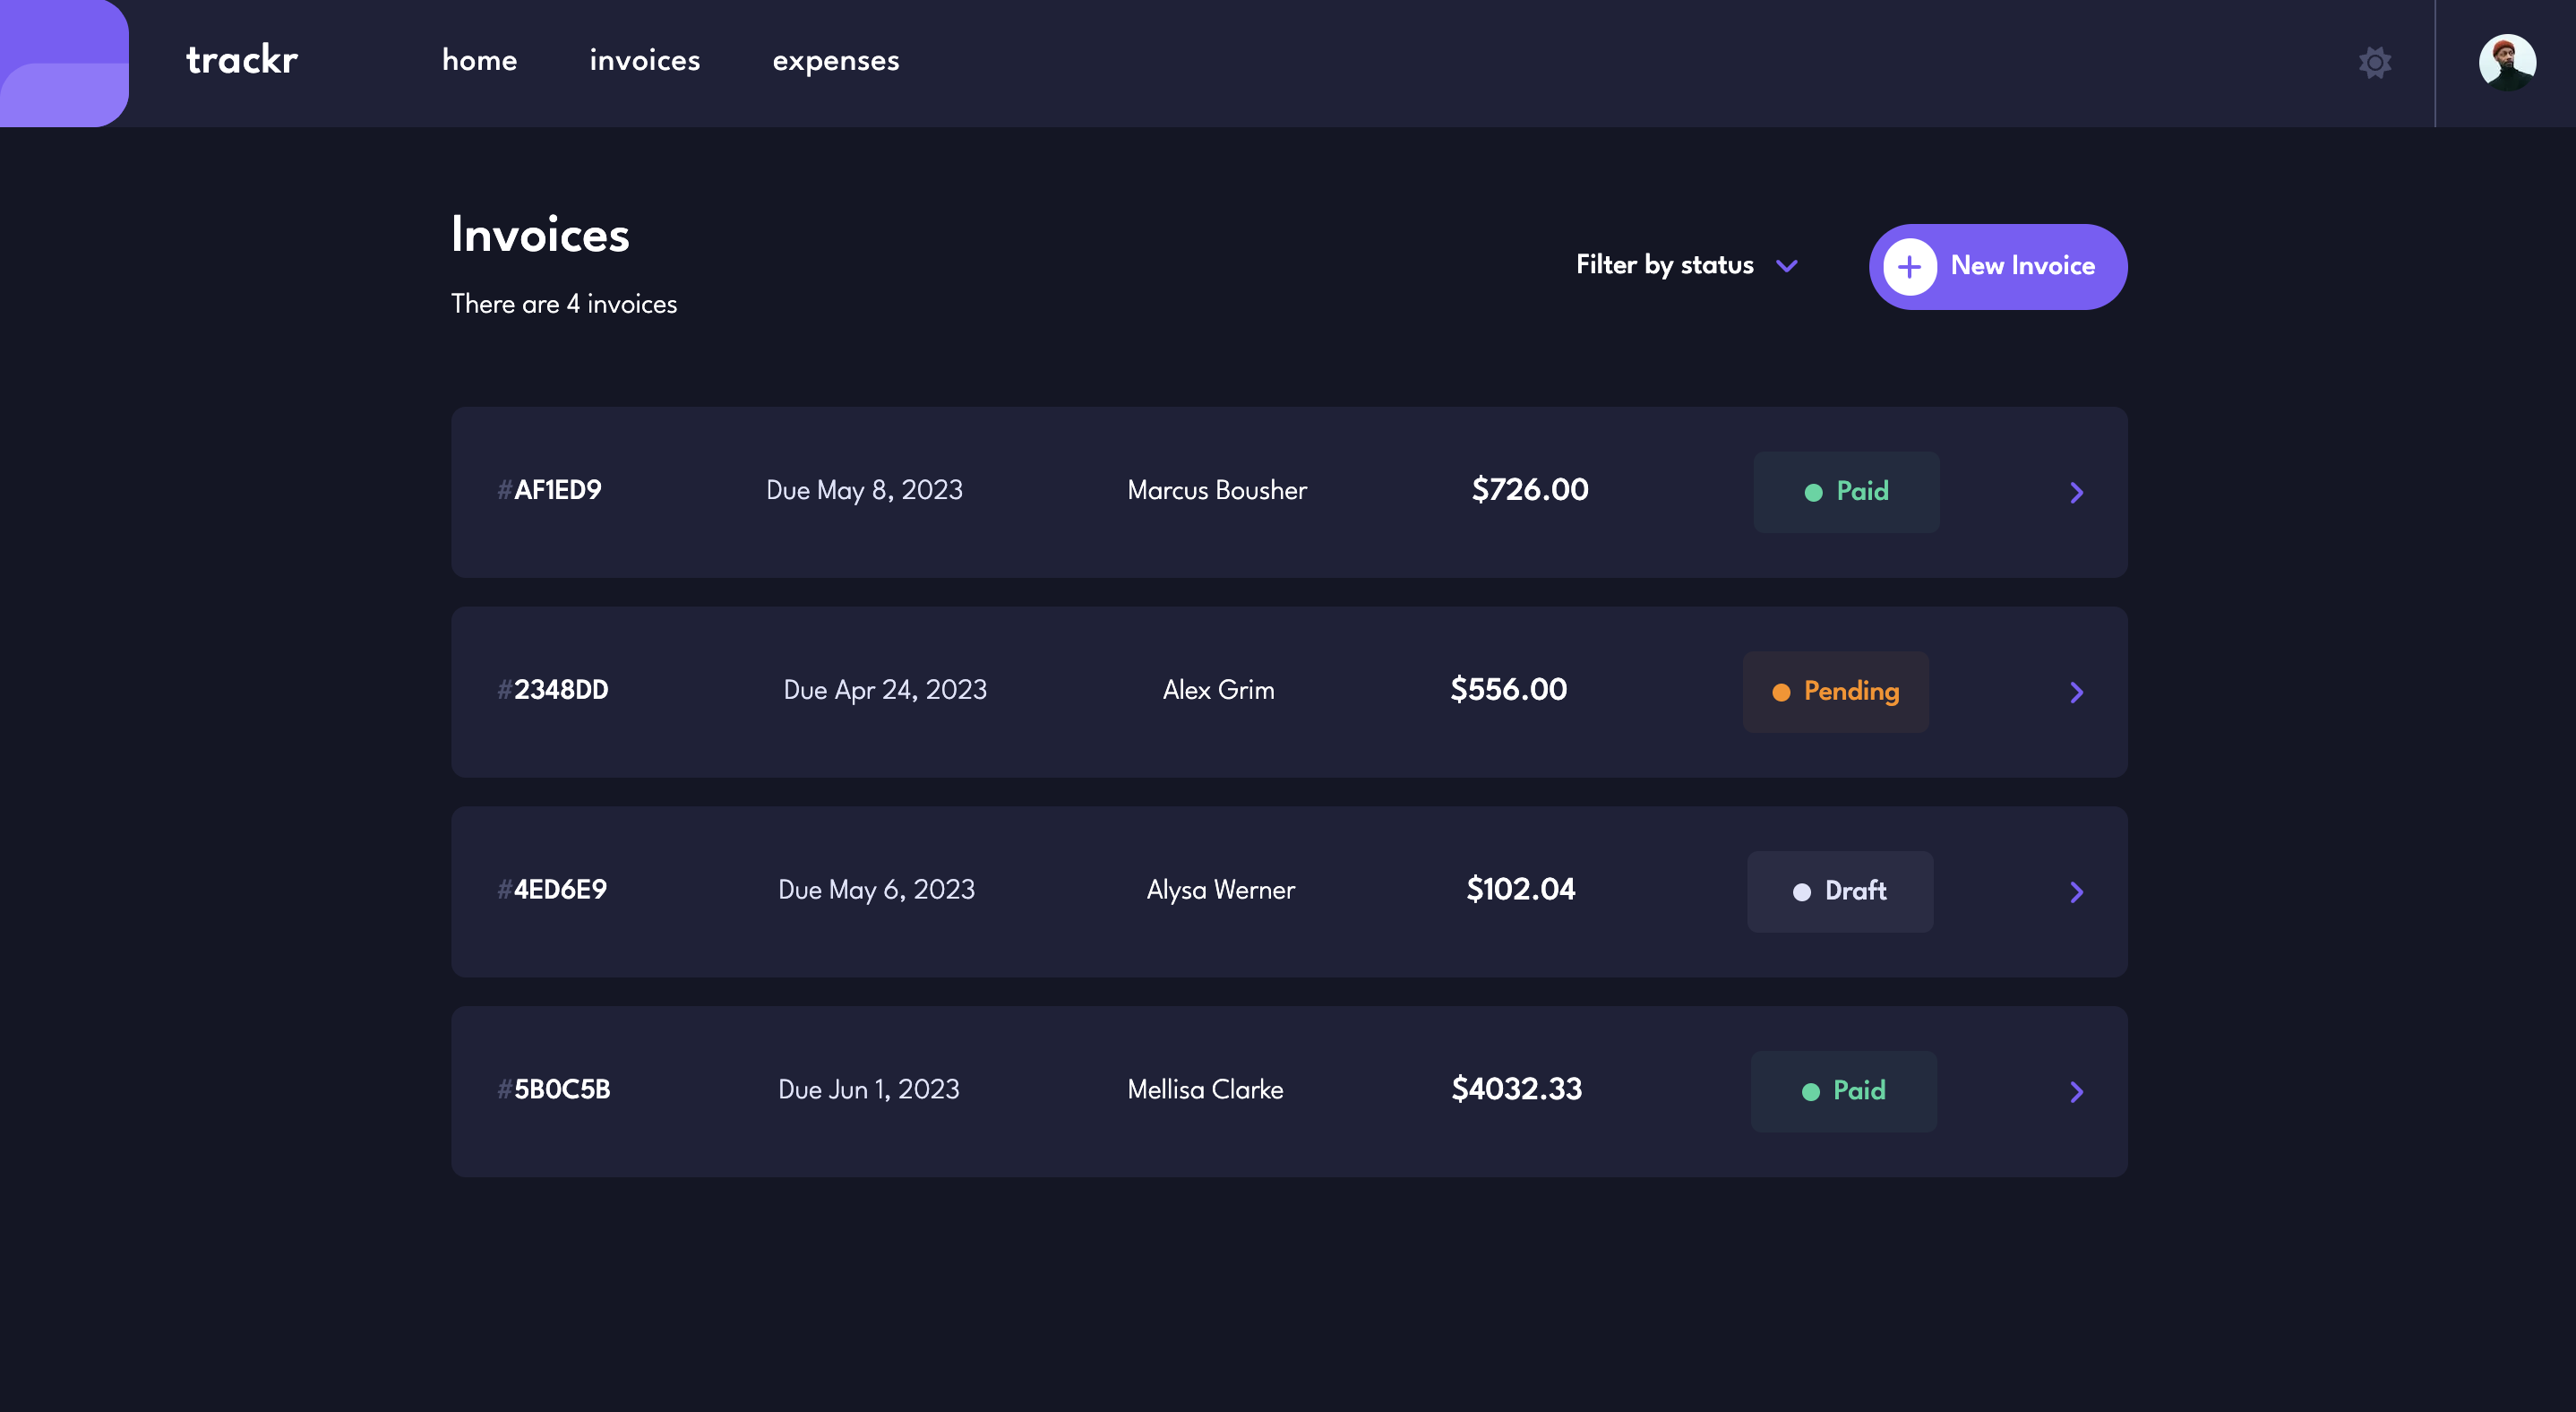 trackr home invoices expenses
Invoices
There are 4 invoices
Filter by status
New Invoice
#AF1ED9 Due May 8, 2023 Marcus Bousher $726.00 Paid
#2348DD Due Apr 24, 2023 Alex Grim $556.00 Pending
#4ED6E9 Due May 6, 2023 Alysa Werner $102.04 Draft
#5B0C5B Due Jun 1, 2023 Mellisa Clarke $4032.33 Paid